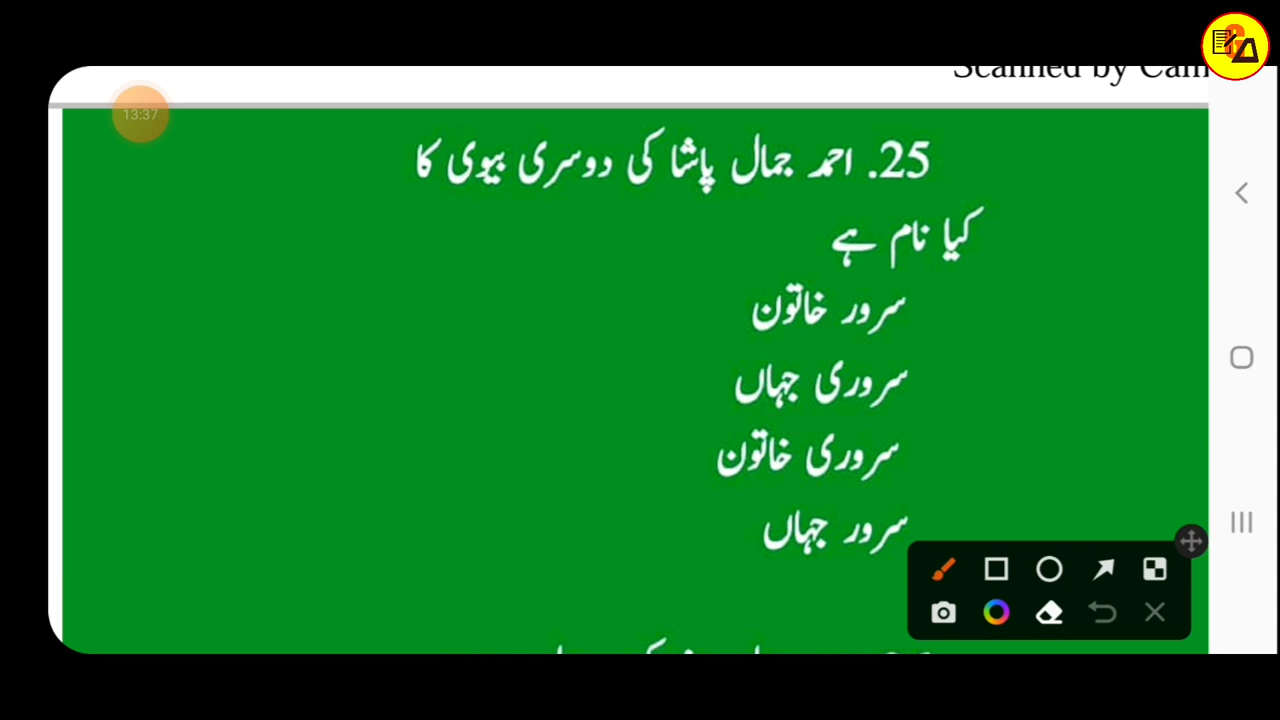 Scanned by Cam
13:37
25. احمد جمال پاشا کی دوسری بیوی کا
کیا نام ہے
سرور خاتون
سروری جہاں
سروری خاتون
سرور جہاں